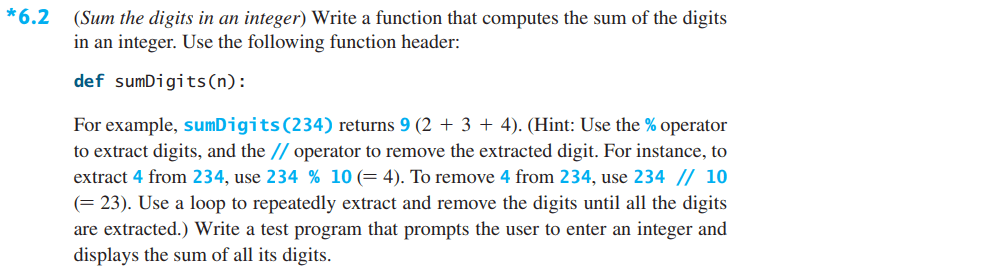 *6.2 (Sum the digits in an integer) Write a function that computes the sum of the digits
in an integer. Use the following function header:
def sumDigits(n):
For example, sumDigits(234) returns 9 (2 + 3 + 4). (Hint: Use the % operator
to extract digits, and the // operator to remove the extracted digit. For instance, to
extract 4 from 234, use 234 % 10 (= 4). To remove 4 from 234, use 234 // 10
(= 23). Use a loop to repeatedly extract and remove the digits until all the digits
are extracted.) Write a test program that prompts the user to enter an integer and
displays the sum of all its digits.